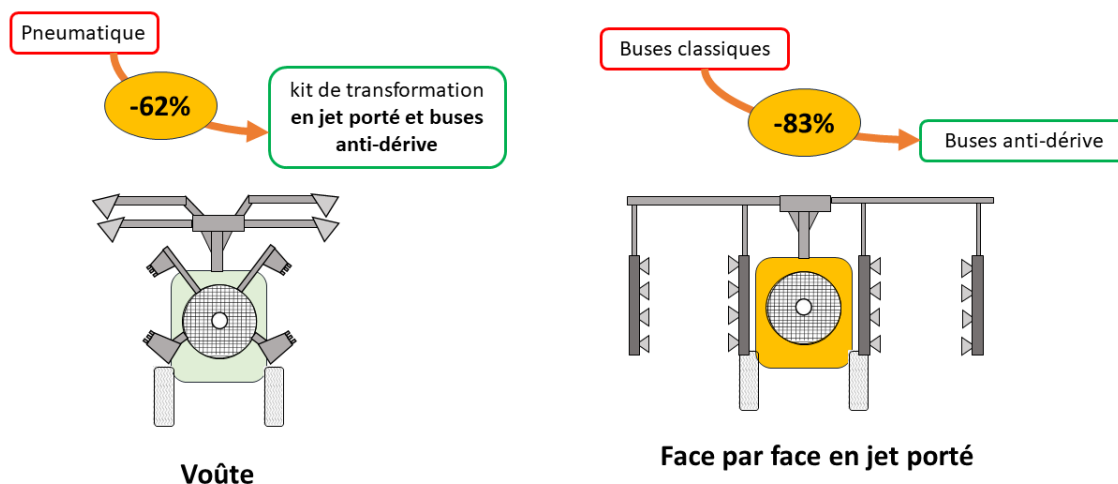 Pneumatique
-62%
kit de transformation
en jet porté et buses
anti-dérive
Voûte
Buses classiques
-83%
Buses anti-dérive
Face par face en jet porté